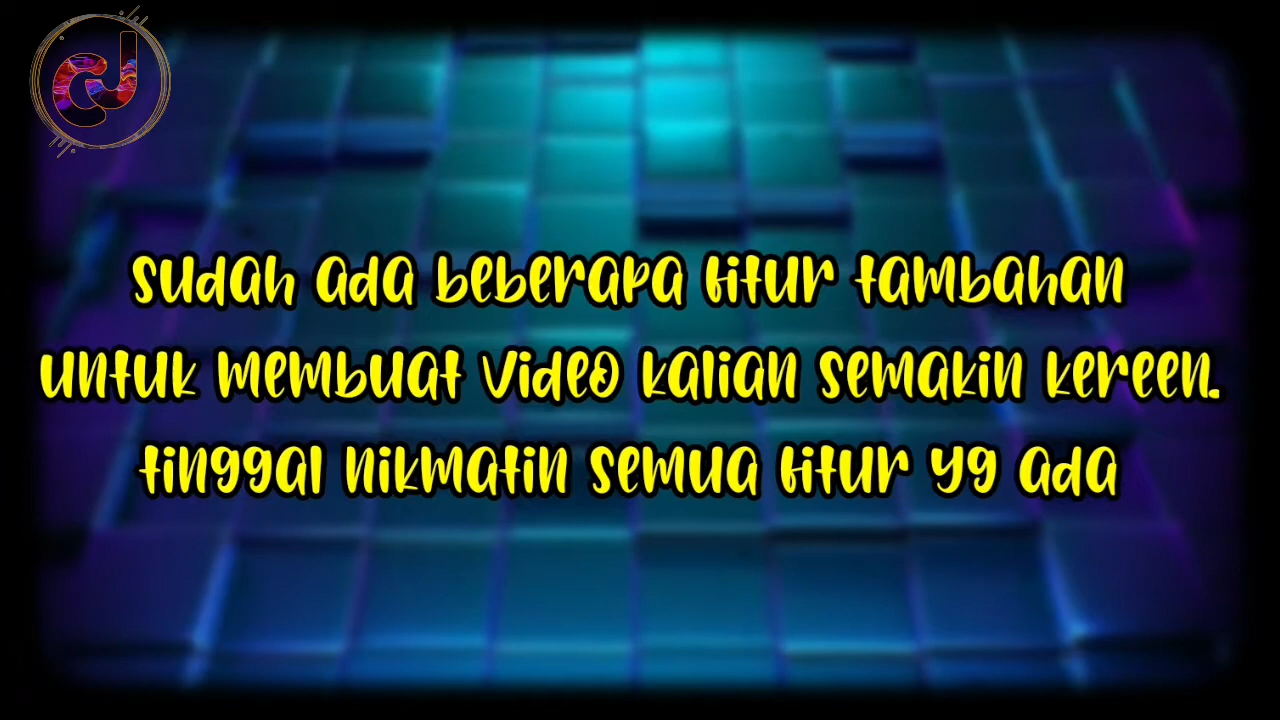 sudah ada beberapa fitur tambahan
untuk membuat video kalian semakin kereen.
tinggal nikmatin semua fitur yg ada